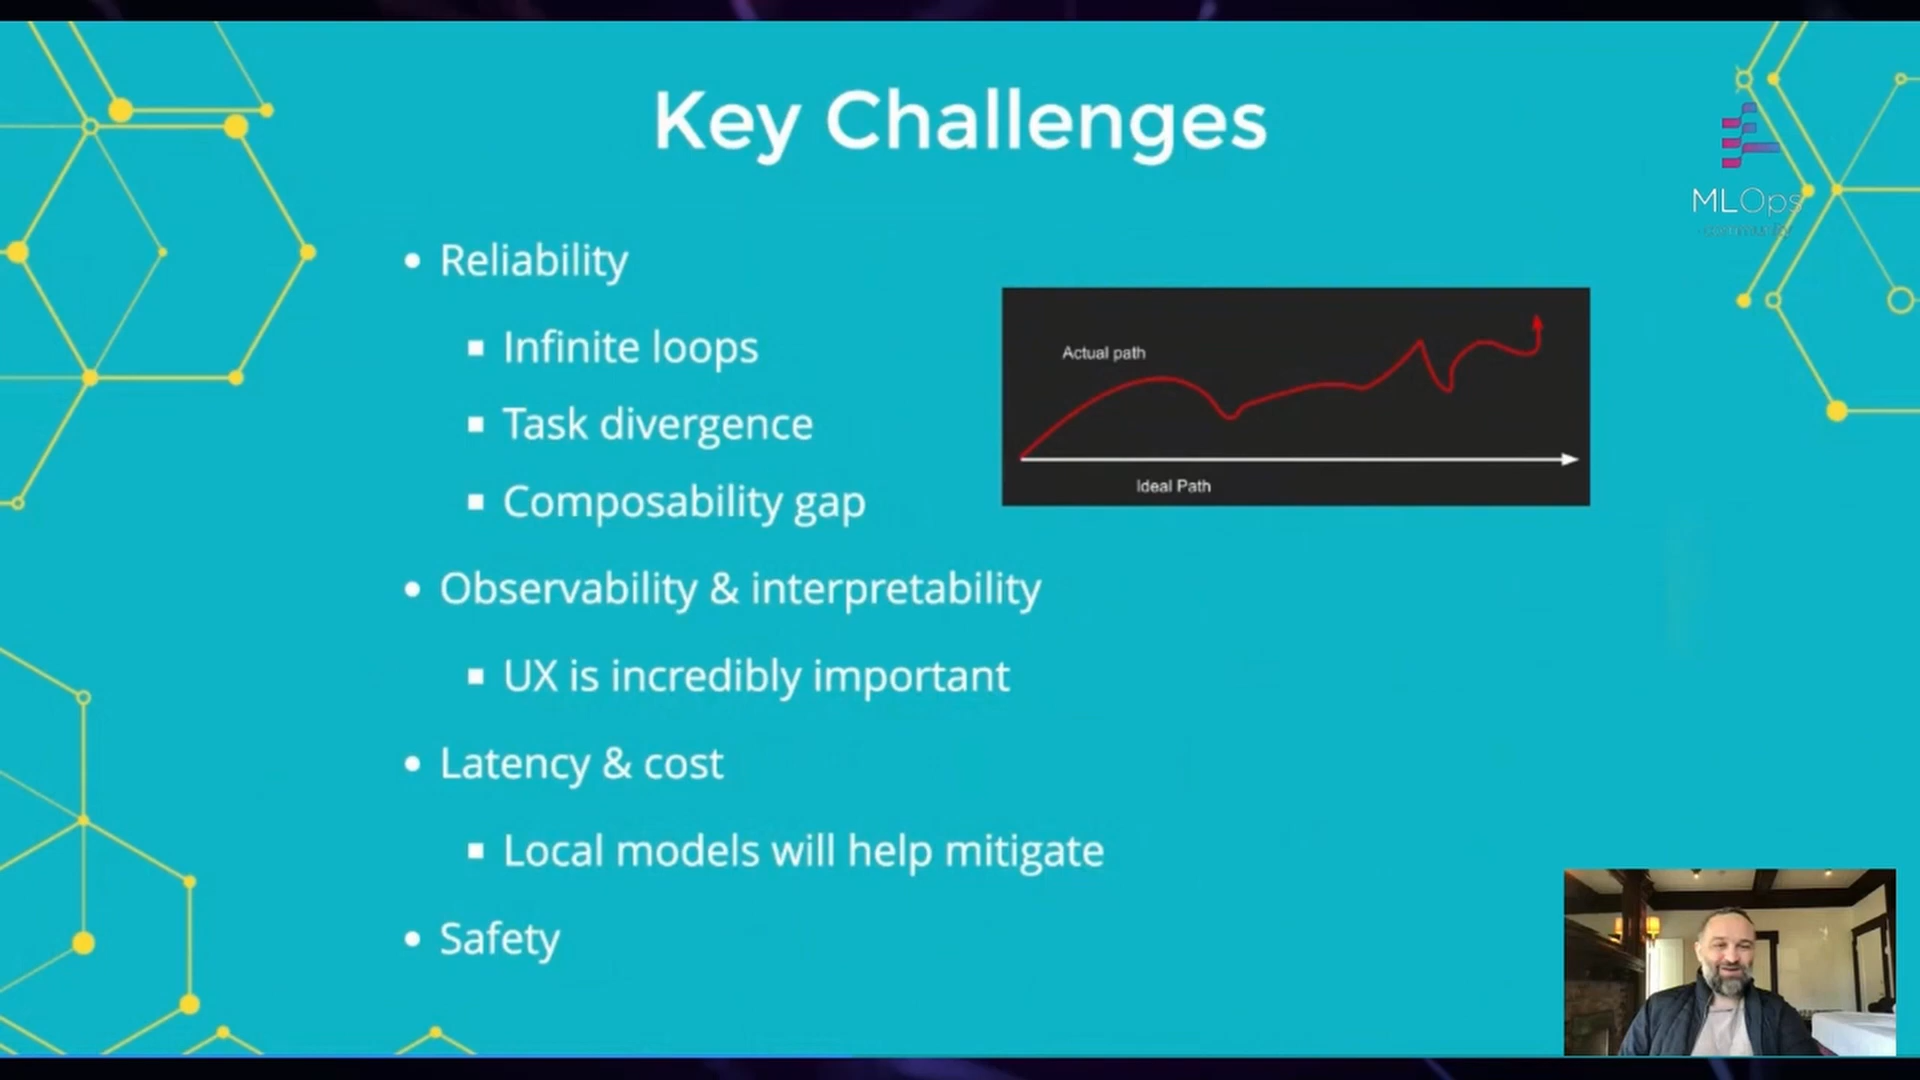 Key Challenges
MLOps
• Reliability
▪ Infinite loops
▪ Task divergence
▪ Composability gap
Actual path
Ideal Path
• Observability & interpretability
▪ UX is incredibly important
• Latency & cost
▪ Local models will help mitigate
• Safety